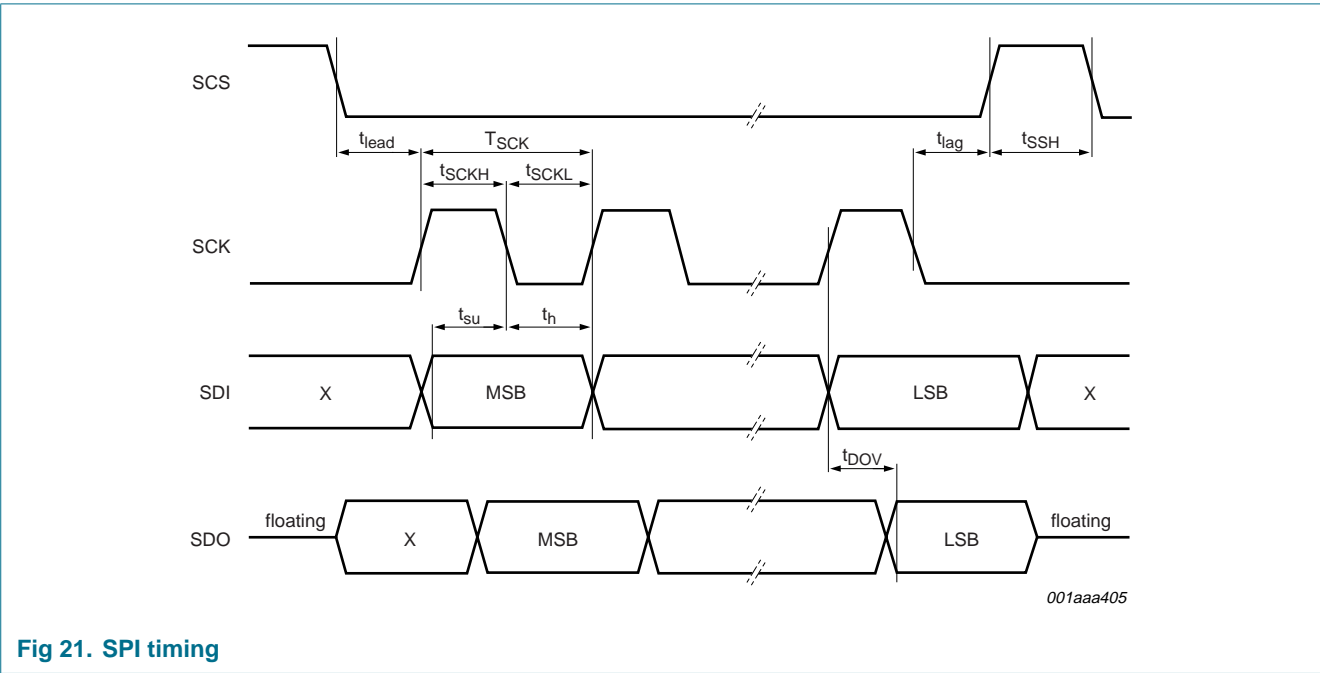 SCS
tlead
TSCK
tlag
tSSH
tSCKH
tSCKL
SCK
tsu
th
SDI
X
MSB
LSB
X
tDOV
SDO
floating
X
MSB
LSB
floating
001aaa405
Fig 21. SPI timing